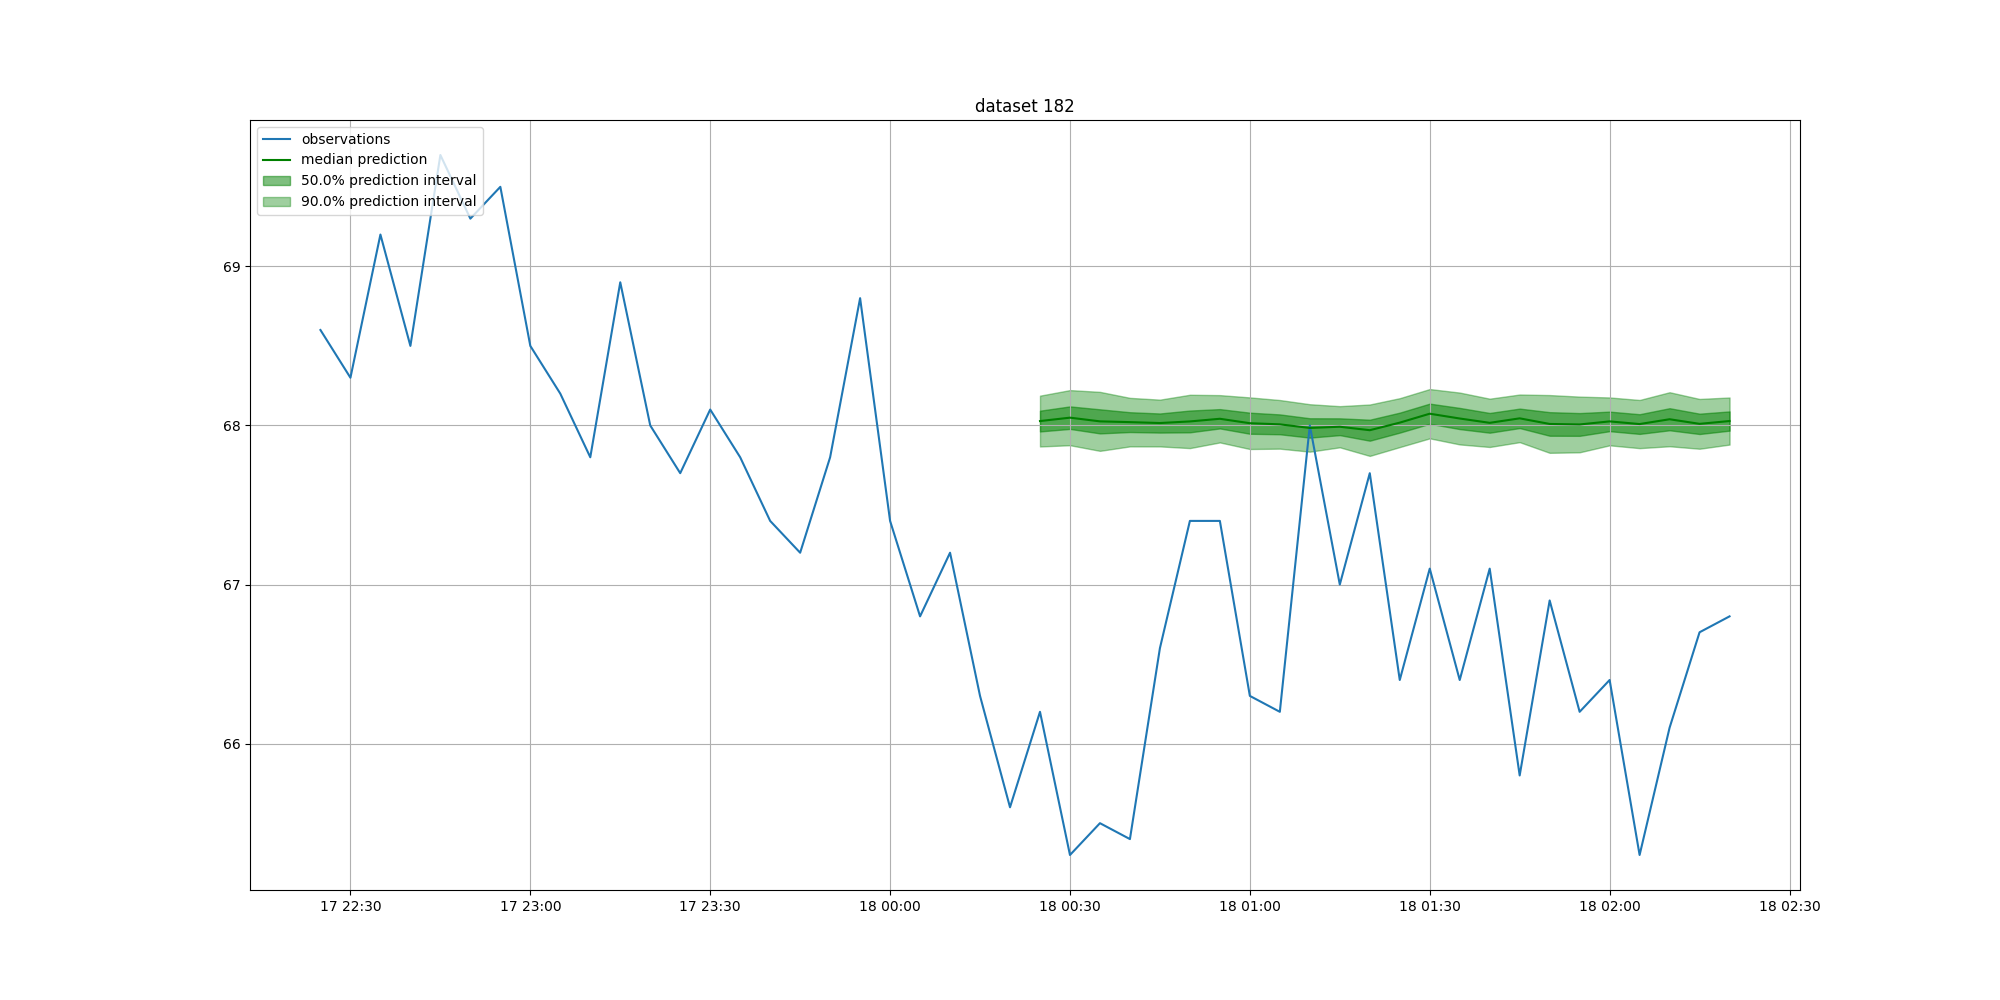 dataset 182
observations
median prediction
50.0% prediction interval
90.0% prediction interval
69
68
67
66
17 22:30 17 23:00 17 23:30 18 00:00 18 00:30 18 01:00 18 01:30 18 02:00 18 02:30